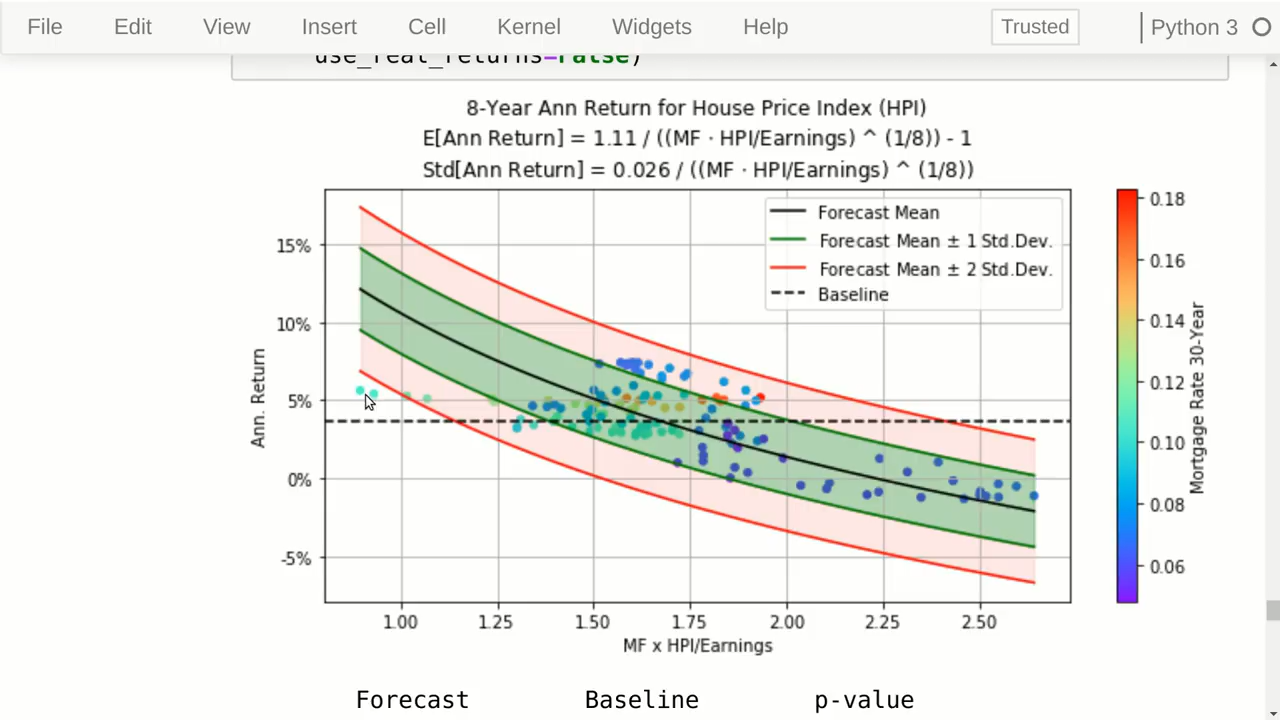 File Edit View Insert Cell Kernel Widgets Help Trusted Python 3
use_real_returns=False)
8-Year Ann Return for House Price Index (HPI)
E[Ann Return] = 1.11 / ((MF · HPI/Earnings) ^ (1/8)) - 1
Std[Ann Return] = 0.026 / ((MF · HPI/Earnings) ^ (1/8))
Forecast Mean
Forecast Mean ± 1 Std.Dev.
Forecast Mean ± 2 Std.Dev.
Baseline
15%
10%
5%
0%
-5%
Ann. Return
1.00 1.25 1.50 1.75 2.00 2.25 2.50
MF x HPI/Earnings
0.18
0.16
0.14
0.12
0.10
0.08
0.06
Mortgage Rate 30-Year
Forecast Baseline p-value